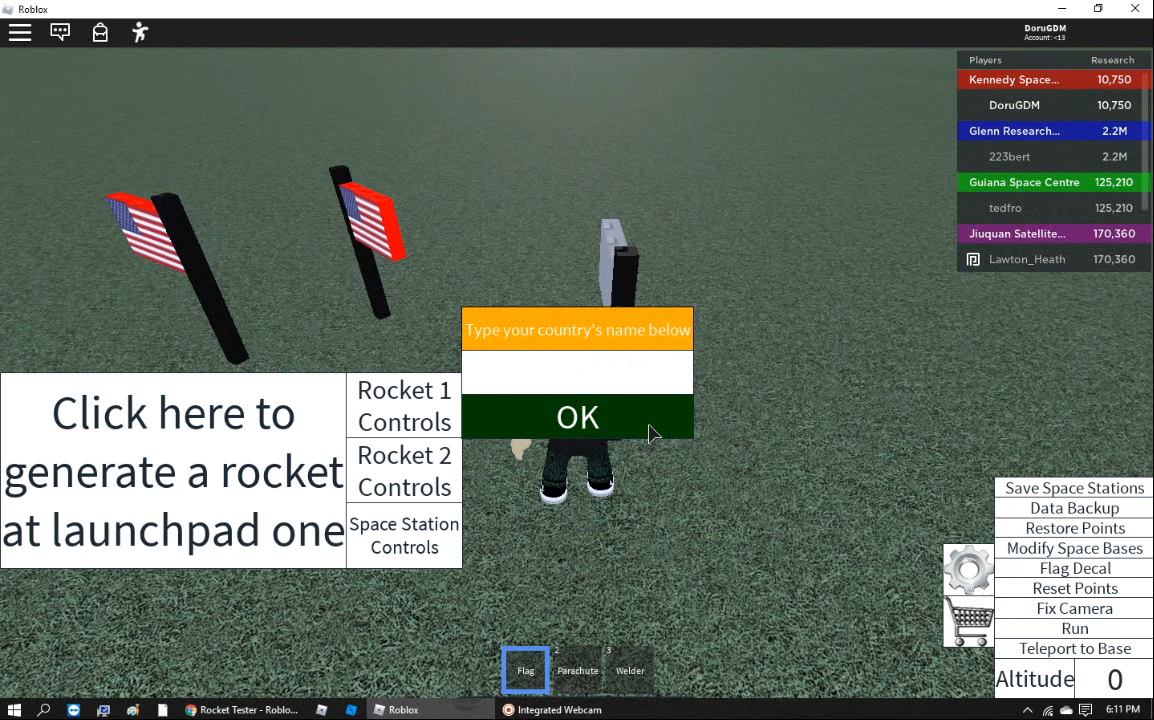 Roblox
DoruGDM
Account: <13
Players Research
Kennedy Space... 10,750
DoruGDM 10,750
Glenn Research... 2.2M
223bert 2.2M
Guiana Space Centre 125,210
tedfro 125,210
Jiuquan Satellite... 170,360
Lawton_Heath 170,360
Type your country's name below
OK
Click here to
generate a rocket
at launchpad one
Rocket 1
Controls
Rocket 2
Controls
Space Station
Controls
Save Space Stations
Data Backup
Restore Points
Modify Space Bases
Flag Decal
Reset Points
Fix Camera
Run
Teleport to Base
Altitude 0
Flag
2
Parachute
3
Welder
Rocket Tester - Roblo...
Roblox
Integrated Webcam
6:11 PM